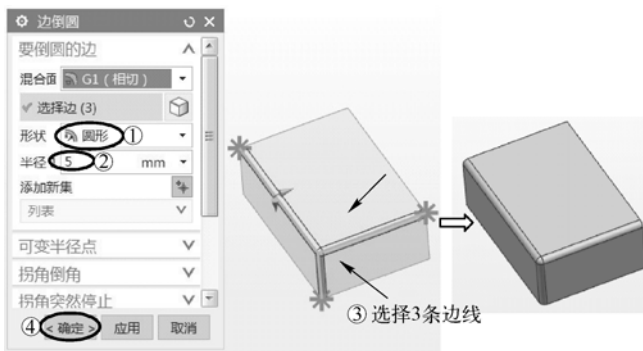 边倒圆
要倒圆的边
混合面 G1（相切）
选择边 (3)
形状 圆形 ①
半径 5 ② mm
添加新集
列表
可变半径点
拐角倒角
拐角突然停止
④ <确定> 应用 取消
③ 选择3条边线